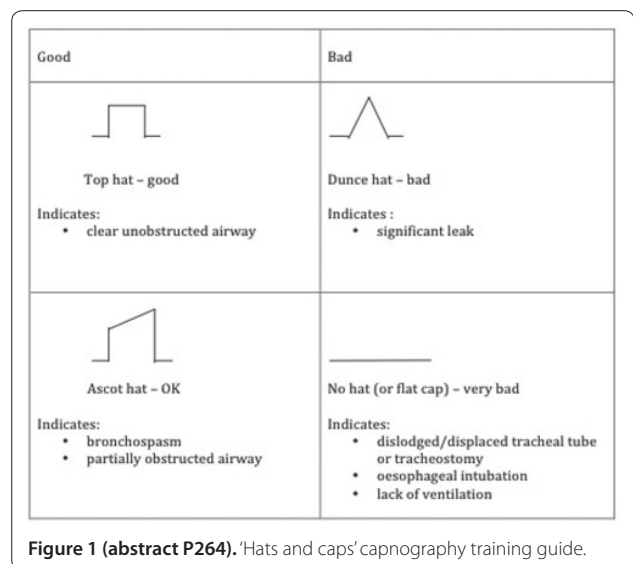 Good
Bad
Top hat – good
Indicates:
• clear unobstructed airway
Dunce hat – bad
Indicates :
• significant leak
Ascot hat – OK
Indicates:
• bronchospasm
• partially obstructed airway
No hat (or flat cap) – very bad
Indicates:
• dislodged/displaced tracheal tube
or tracheostomy
• oesophageal intubation
• lack of ventilation
Figure 1 (abstract P264). ‘Hats and caps’ capnography training guide.